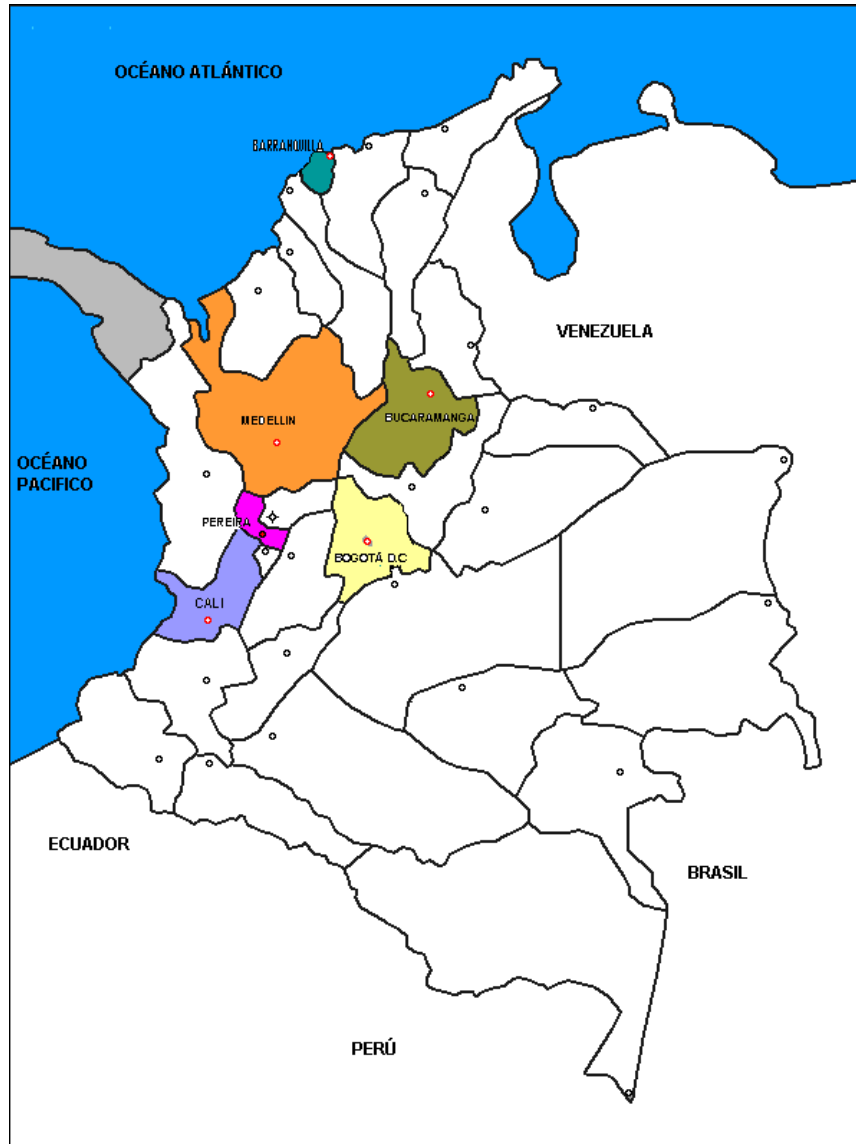 OCÉANO ATLÁNTICO
BARRANQUILLA
VENEZUELA
MEDELLIN
BUCARAMANGA
OCÉANO
PACIFICO
PEREIRA
BOGOTÁ D.C
CALI
ECUADOR
BRASIL
PERÚ